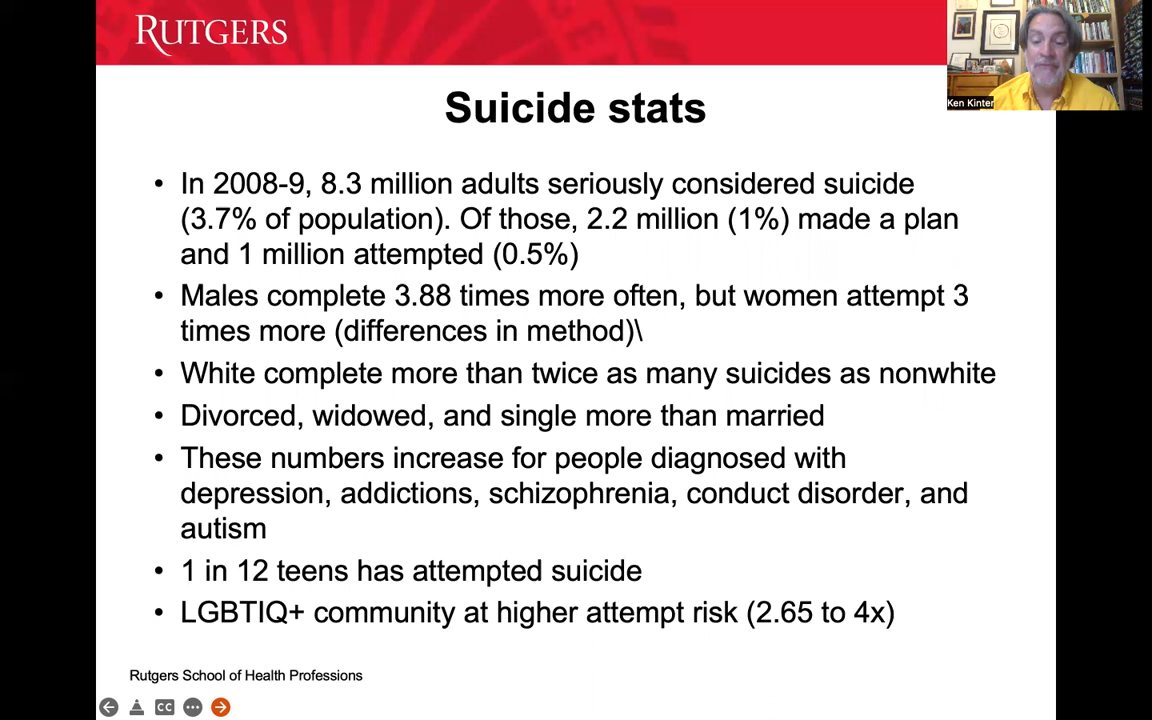 RUTGERS
Ken Kinter
Suicide stats
• In 2008-9, 8.3 million adults seriously considered suicide
(3.7% of population). Of those, 2.2 million (1%) made a plan
and 1 million attempted (0.5%)
• Males complete 3.88 times more often, but women attempt 3
times more (differences in method)\
• White complete more than twice as many suicides as nonwhite
• Divorced, widowed, and single more than married
• These numbers increase for people diagnosed with
depression, addictions, schizophrenia, conduct disorder, and
autism
• 1 in 12 teens has attempted suicide
• LGBTIQ+ community at higher attempt risk (2.65 to 4x)
Rutgers School of Health Professions
CC